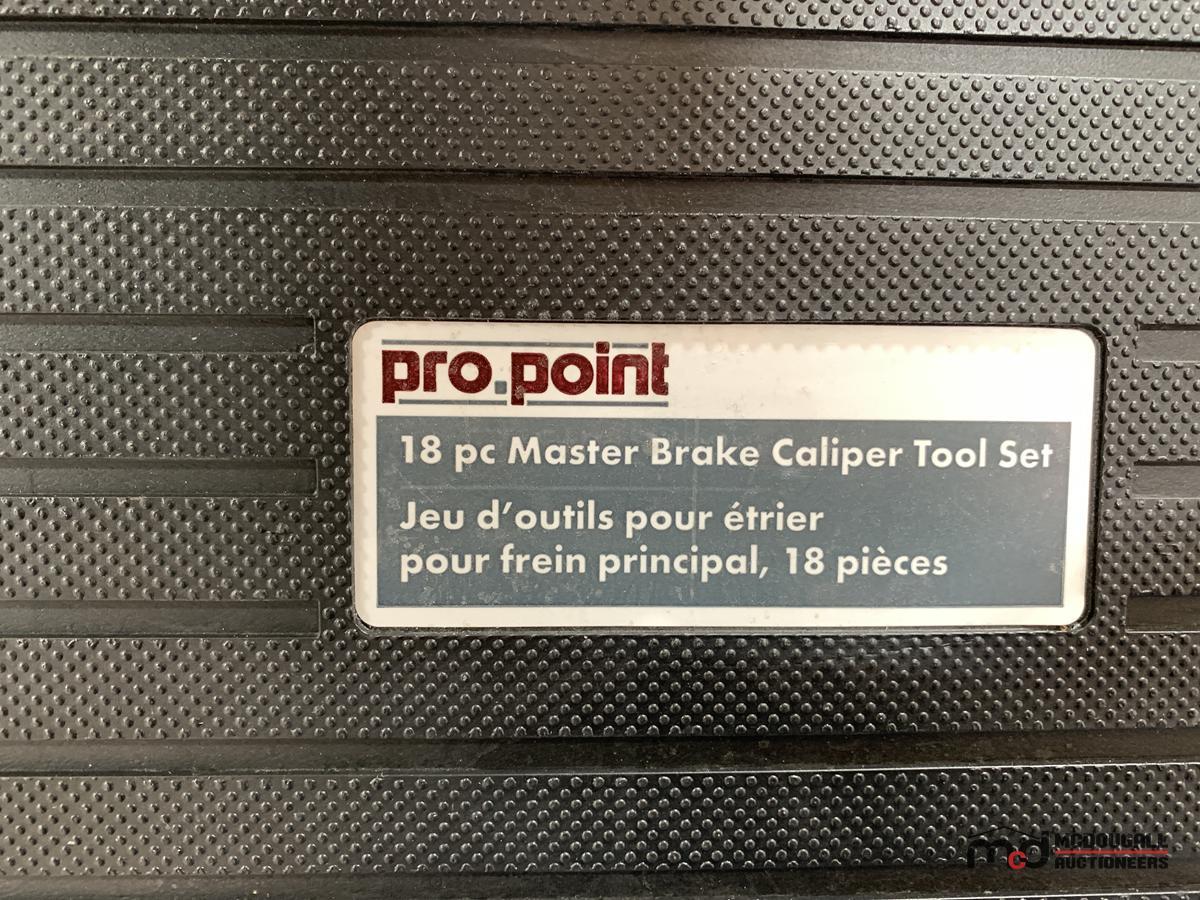 pro.point
18 pc Master Brake Caliper Tool Set
Jeu d'outils pour étrier
pour frein principal, 18 pièces
mcd MCDOUGALL
AUCTIONEERS